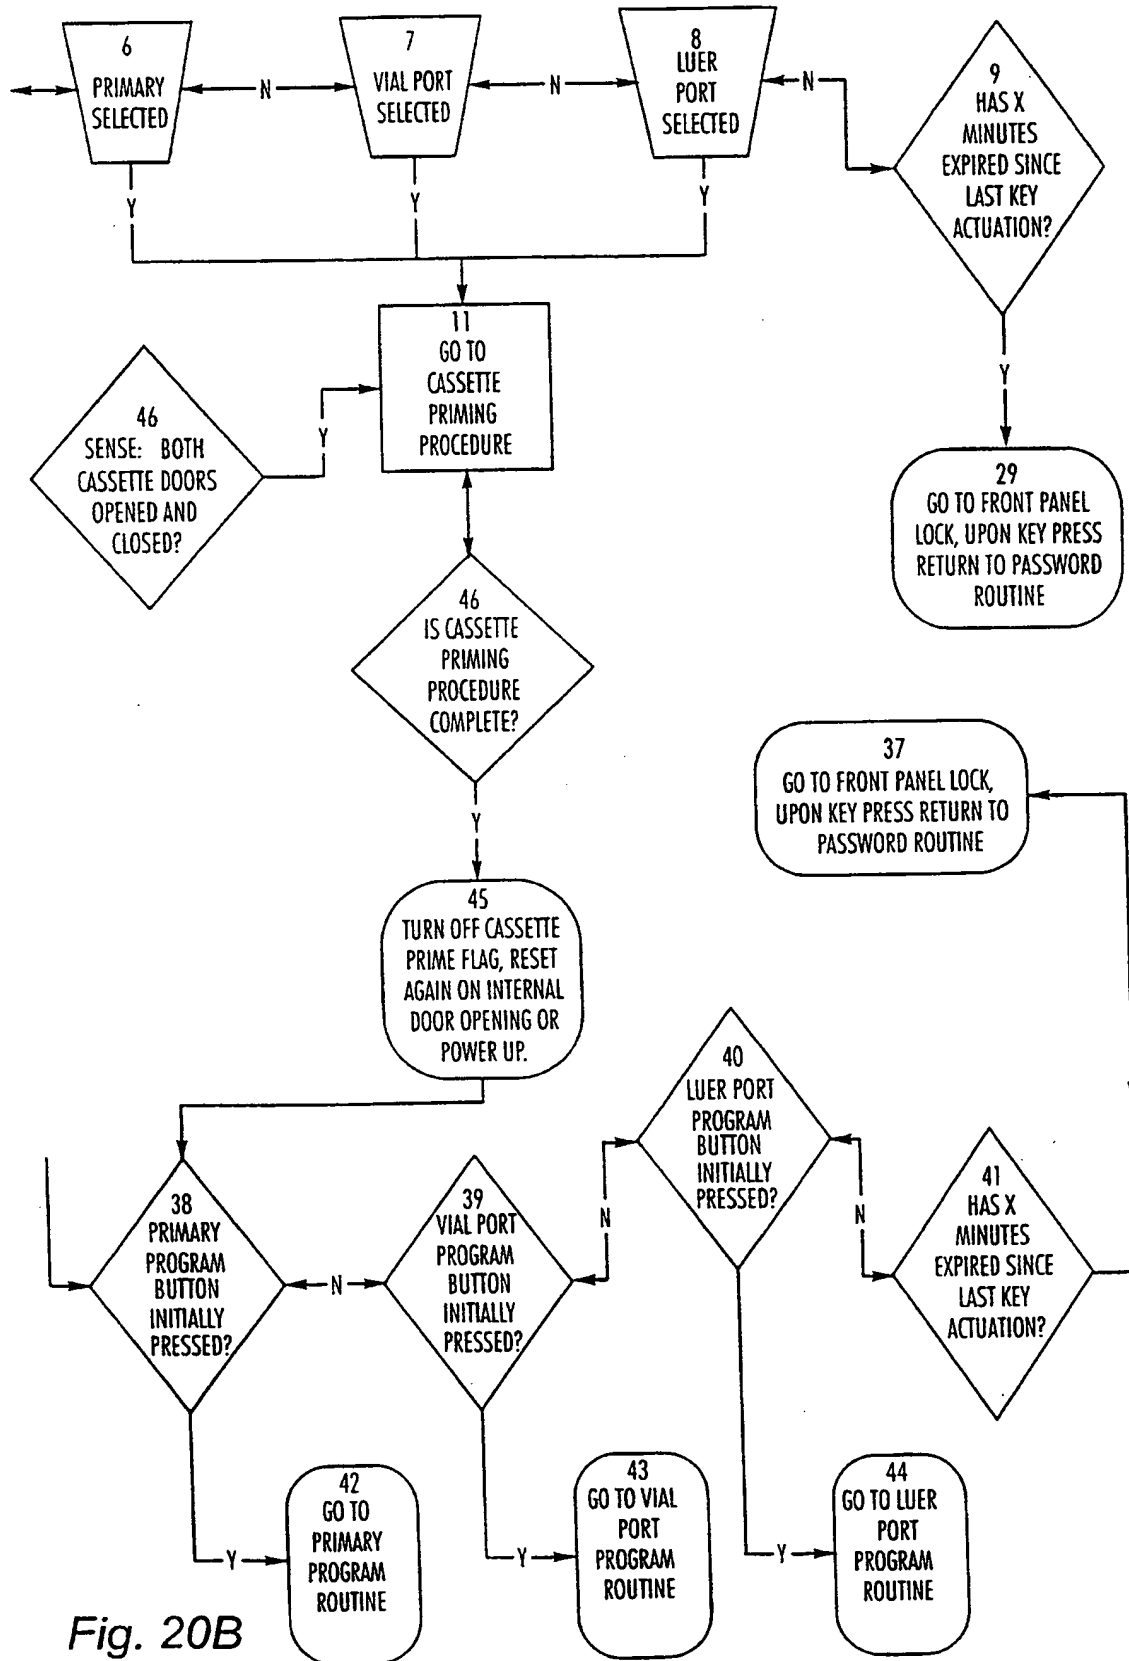 6
PRIMARY
SELECTED
N
7
VIAL PORT
SELECTED
N
8
LUER
PORT
SELECTED
N
9
HAS X
MINUTES
EXPIRED SINCE
LAST KEY
ACTUATION?
Y
Y
Y
Y
11
GO TO
CASSETTE
PRIMING
PROCEDURE
46
SENSE: BOTH
CASSETTE DOORS
OPENED AND
CLOSED?
Y
29
GO TO FRONT PANEL
LOCK, UPON KEY PRESS
RETURN TO PASSWORD
ROUTINE
46
IS CASSETTE
PRIMING
PROCEDURE
COMPLETE?
Y
37
GO TO FRONT PANEL LOCK,
UPON KEY PRESS RETURN TO
PASSWORD ROUTINE
45
TURN OFF CASSETTE
PRIME FLAG, RESET
AGAIN ON INTERNAL
DOOR OPENING OR
POWER UP.
38
PRIMARY
PROGRAM
BUTTON
INITIALLY
PRESSED?
N
39
VIAL PORT
PROGRAM
BUTTON
INITIALLY
PRESSED?
N
40
LUER PORT
PROGRAM
BUTTON
INITIALLY
PRESSED?
N
41
HAS X
MINUTES
EXPIRED SINCE
LAST KEY
ACTUATION?
Y
42
GO TO
PRIMARY
PROGRAM
ROUTINE
Y
43
GO TO VIAL
PORT
PROGRAM
ROUTINE
Y
44
GO TO LUER
PORT
PROGRAM
ROUTINE
Fig. 20B